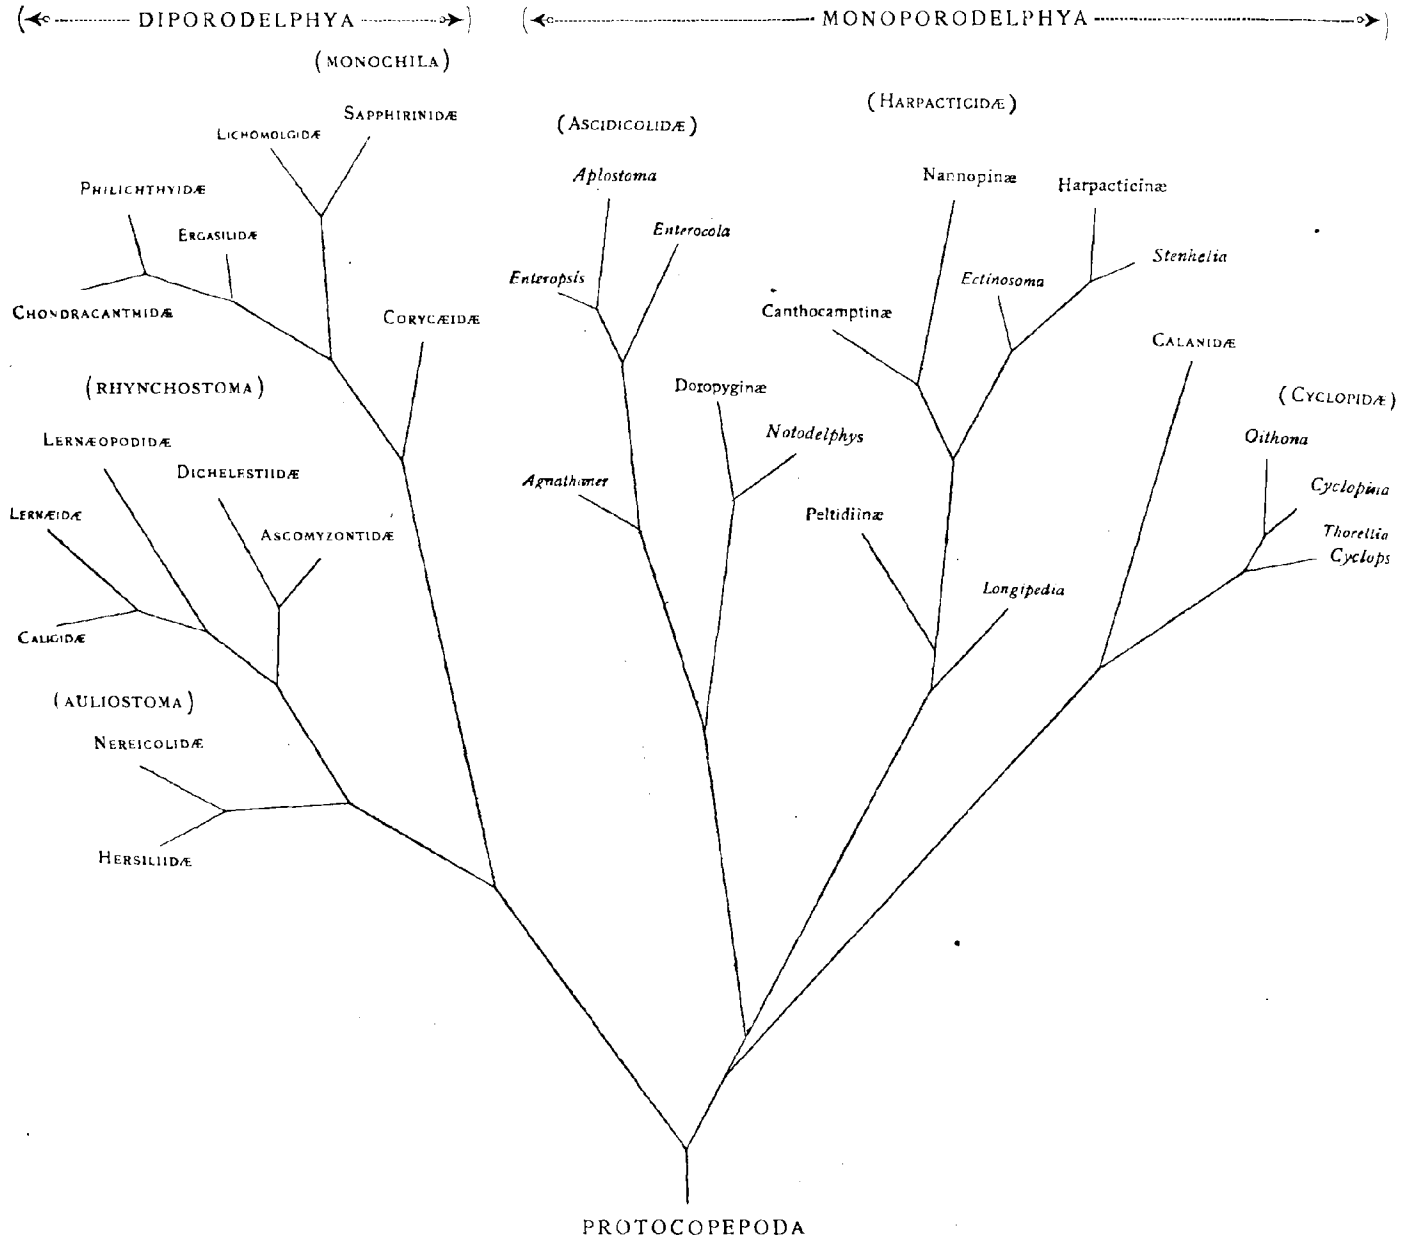 DIPORODELPHYA
MONOPORODELPHYA
(MONOCHILA)
(HARPACTICIDÆ)
SAPPHIRINIDÆ
LICHOMOLGIDÆ
(ASCIDICOLIDÆ)
Aplostoma
Nannopinæ
Harpacticinæ
PHILICHTHYIDÆ
ERGASILIDÆ
Enterocola
Stenhelia
Enteropsis
Ectinosoma
CHONDRACANTHIDÆ
CORYCÆIDÆ
Canthocamptinæ
CALANIDÆ
(RHYNCHOSTOMA)
Doropyginæ
(CYCLOPIDÆ)
LERNÆOPODIDÆ
Notodelphys
Oithona
DICHELESTIIDÆ
Agnathaner
Cyclopina
LERNÆIDÆ
Peltidiinæ
ASCOMYZONTIDÆ
Thorellia
Cyclops
Longipedia
CALIGIDÆ
(AULIOSTOMA)
NEREICOLIDÆ
HERSILIIDÆ
PROTOCOPEPODA